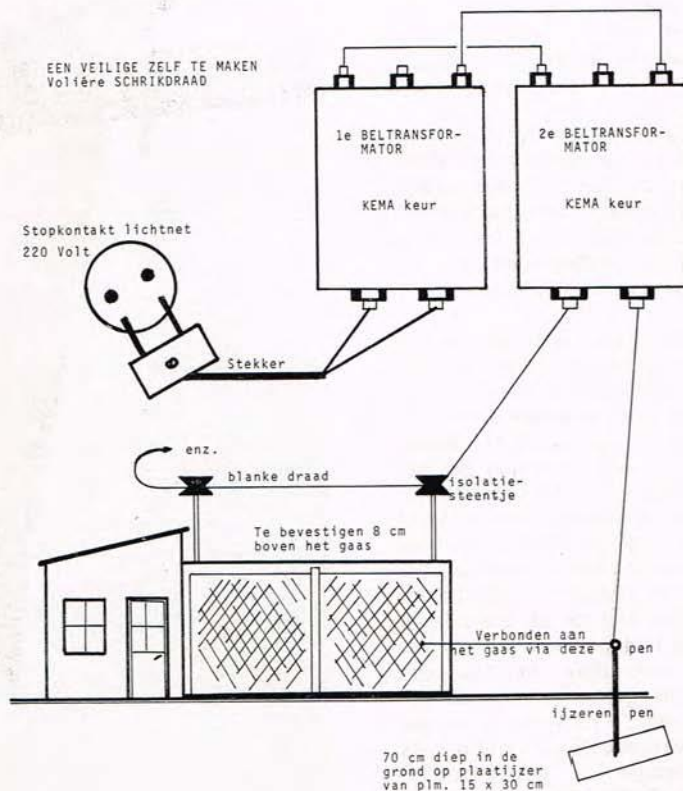 EEN VEILIGE ZELF TE MAKEN
Volière SCHRIKDRAAD
1e BELTRANSFOR-
MATOR
KEMA keur
2e BELTRANSFOR-
MATOR
KEMA keur
Stopkontakt lichtnet
220 Volt
Stekker
enz.
blanke draad
isolatie-
steentje
Te bevestigen 8 cm
boven het gaas
Verbonden aan
het gaas via deze pen
ijzeren pen
70 cm diep in de
grond op plaatijzer
van plm. 15 x 30 cm